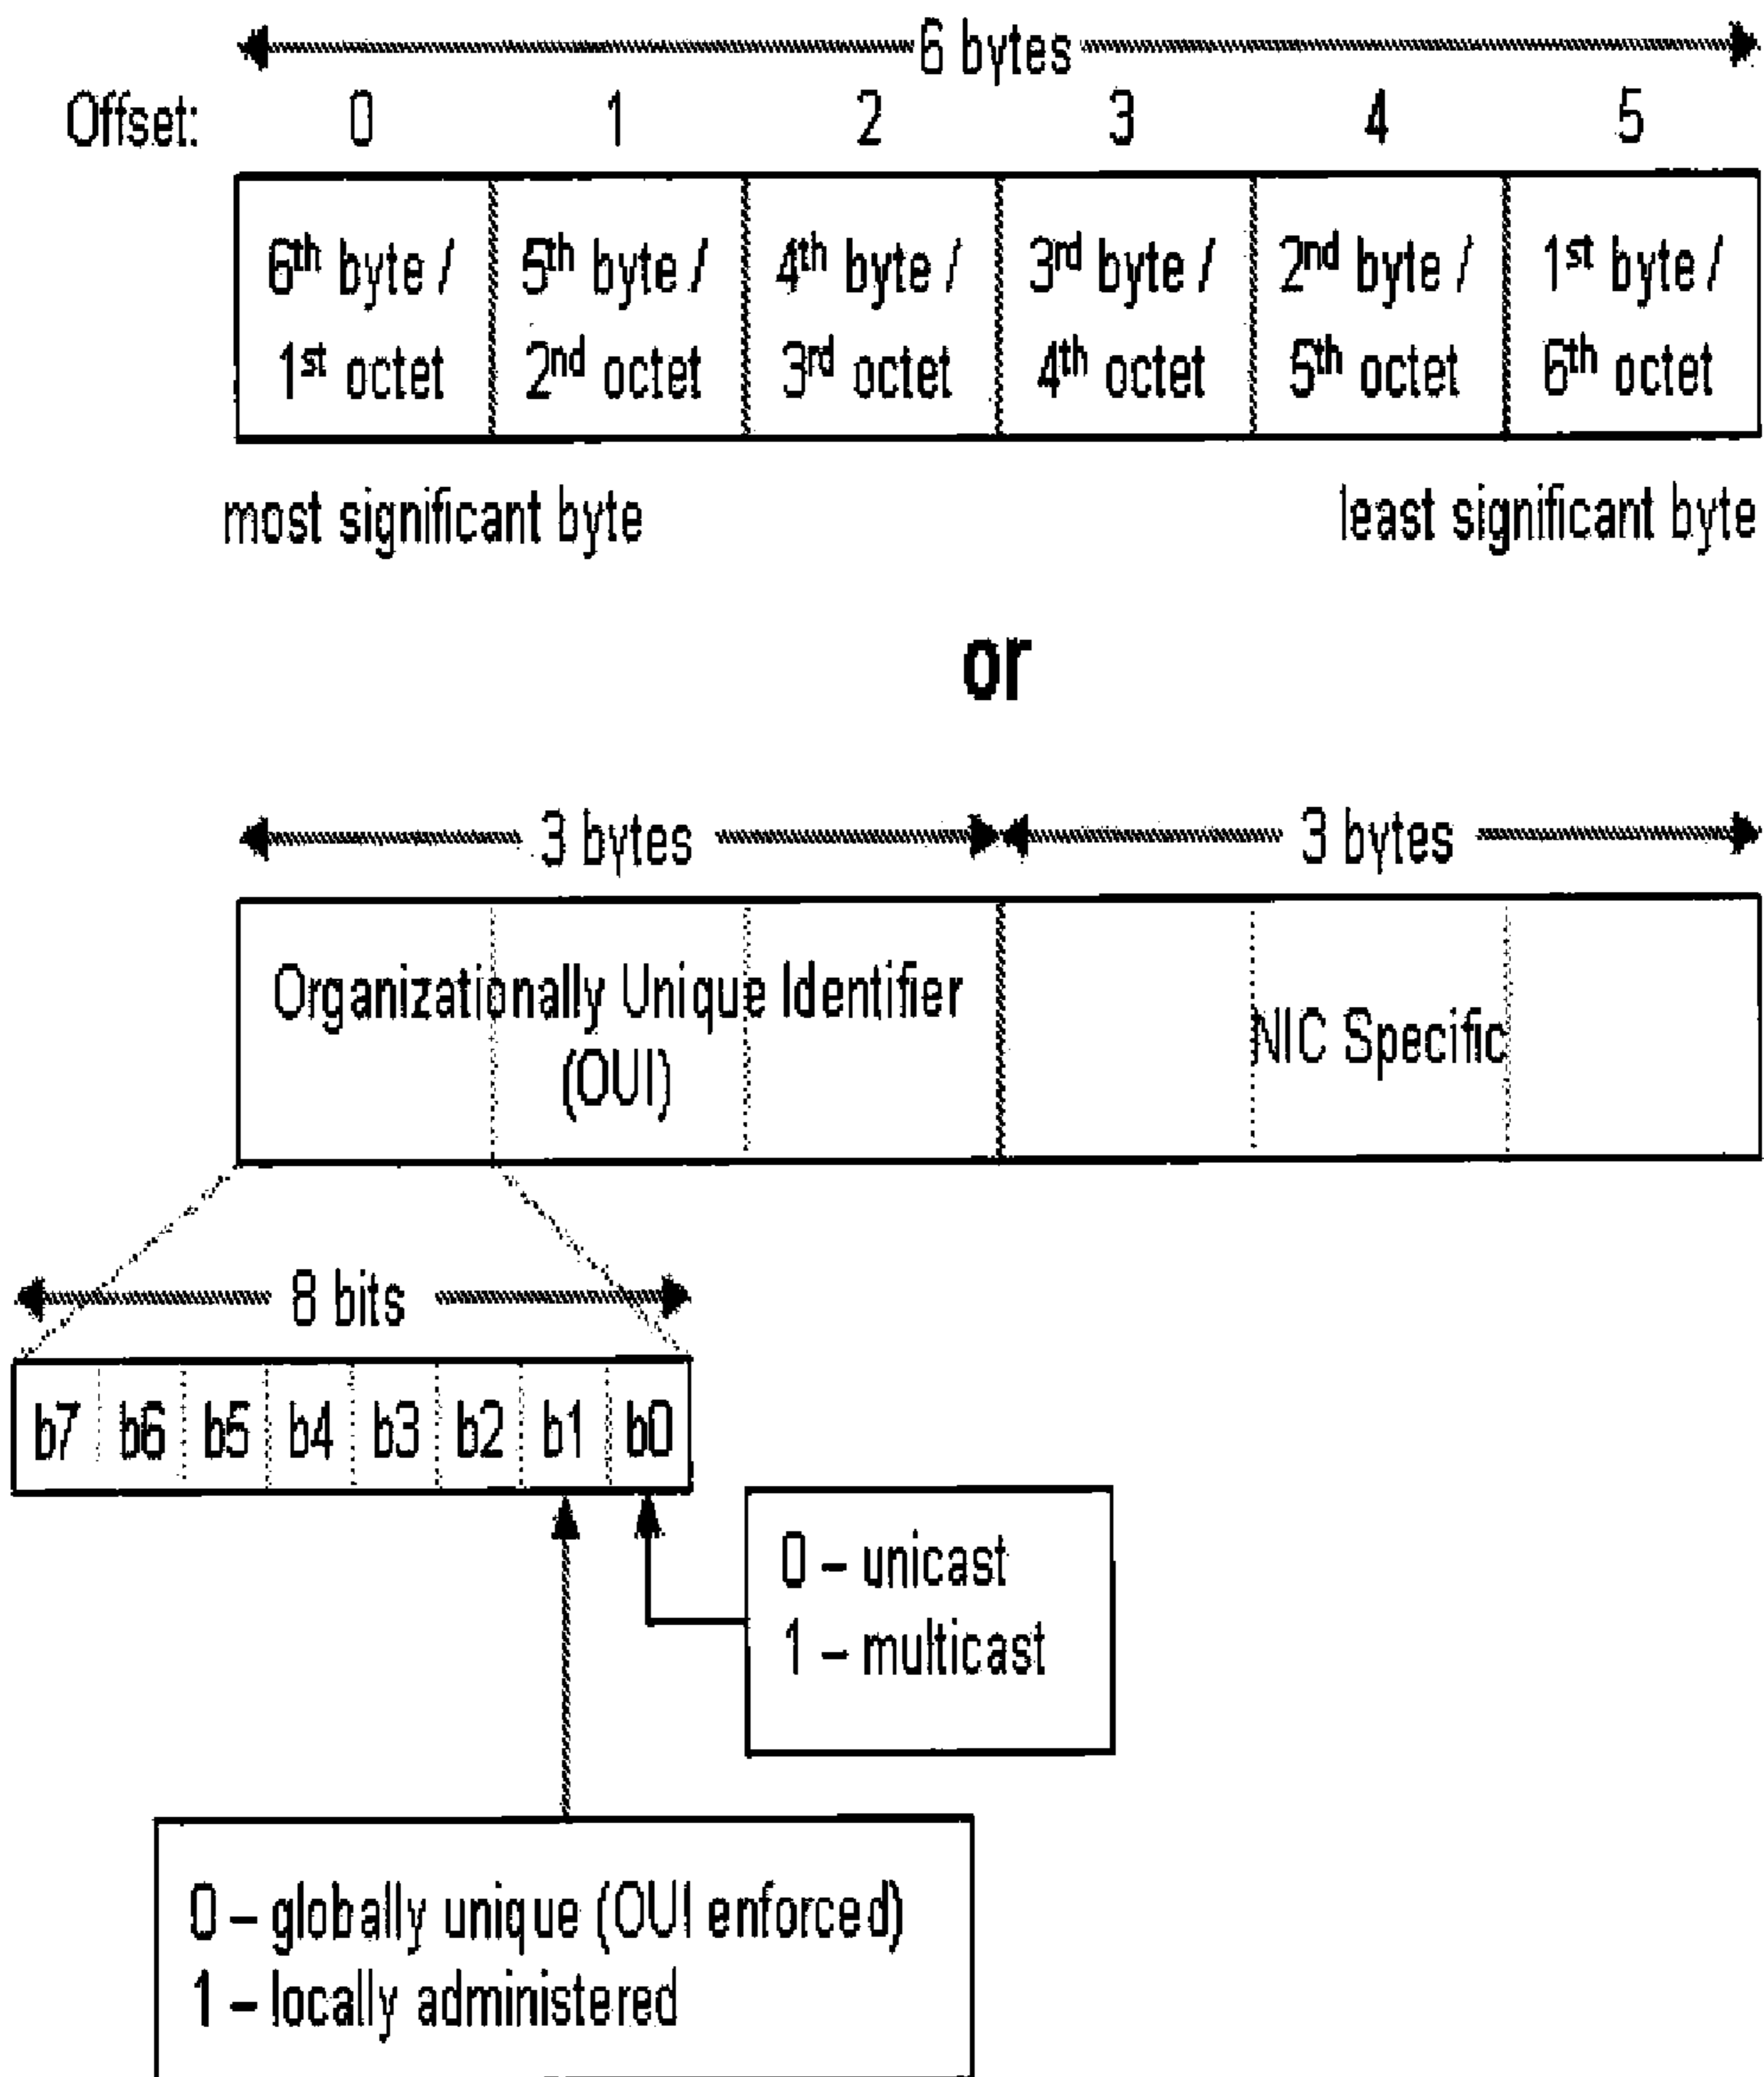 6 bytes
Offset: 0 1 2 3 4 5
6th byte / 5th byte / 4th byte / 3rd byte / 2nd byte / 1st byte /
1st octet 2nd octet 3rd octet 4th octet 5th octet 6th octet
most significant byte least significant byte
or
3 bytes 3 bytes
Organizationally Unique Identifier
(OUI)
NIC Specific
8 bits
b7 b6 b5 b4 b3 b2 b1 b0
0 – unicast
1 – multicast
0 – globally unique (OUI enforced)
1 – locally administered